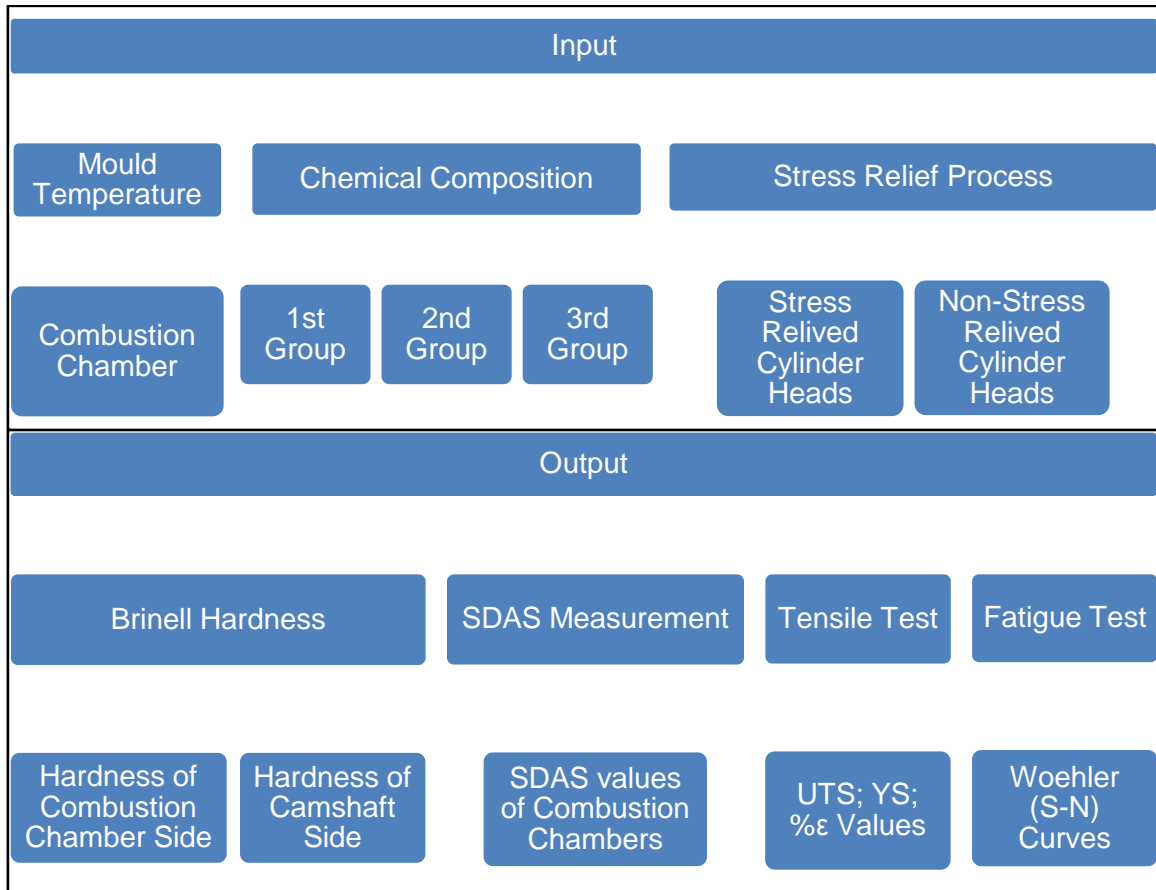 Input
Mould
Temperature
Chemical Composition
Stress Relief Process
Combustion
Chamber
1st
Group
2nd
Group
3rd
Group
Stress
Relived
Cylinder
Heads
Non-Stress
Relived
Cylinder
Heads
Output
Brinell Hardness
SDAS Measurement
Tensile Test
Fatigue Test
Hardness of
Combustion
Chamber Side
Hardness of
Camshaft
Side
SDAS values
of Combustion
Chambers
UTS; YS;
%ε Values
Woehler
(S-N)
Curves